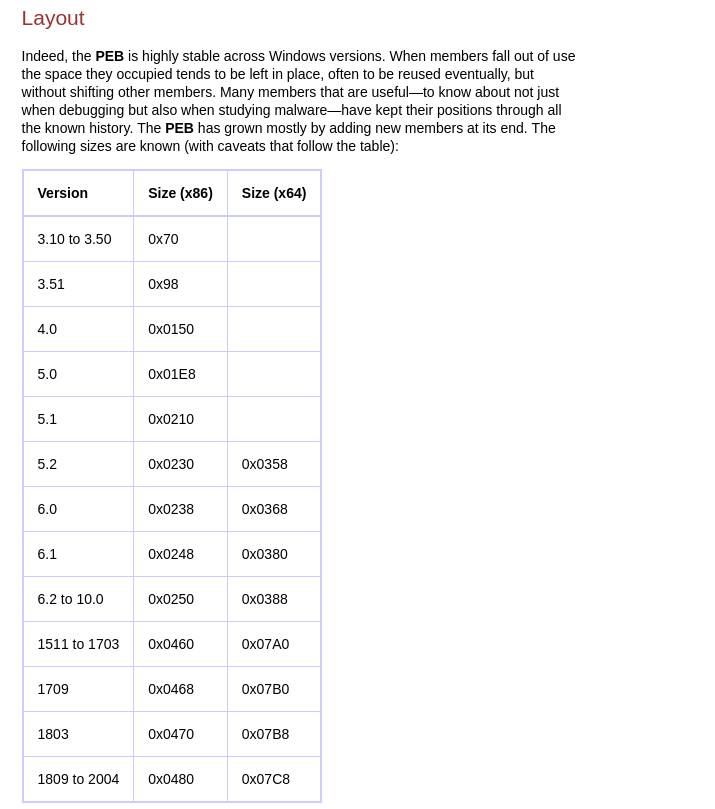 Layout
Indeed, the PEB is highly stable across Windows versions. When members fall out of use
the space they occupied tends to be left in place, often to be reused eventually, but
without shifting other members. Many members that are useful—to know about not just
when debugging but also when studying malware—have kept their positions through all
the known history. The PEB has grown mostly by adding new members at its end. The
following sizes are known (with caveats that follow the table):
Version Size (x86) Size (x64)
3.10 to 3.50 0x70
3.51 0x98
4.0 0x0150
5.0 0x01E8
5.1 0x0210
5.2 0x0230 0x0358
6.0 0x0238 0x0368
6.1 0x0248 0x0380
6.2 to 10.0 0x0250 0x0388
1511 to 1703 0x0460 0x07A0
1709 0x0468 0x07B0
1803 0x0470 0x07B8
1809 to 2004 0x0480 0x07C8